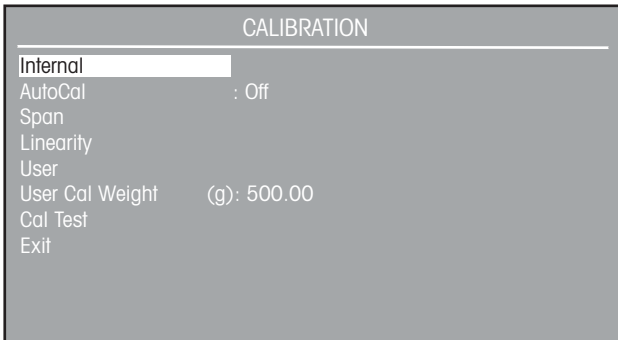 CALIBRATION
Internal
AutoCal : Off
Span
Linearity
User
User Cal Weight (g): 500.00
Cal Test
Exit